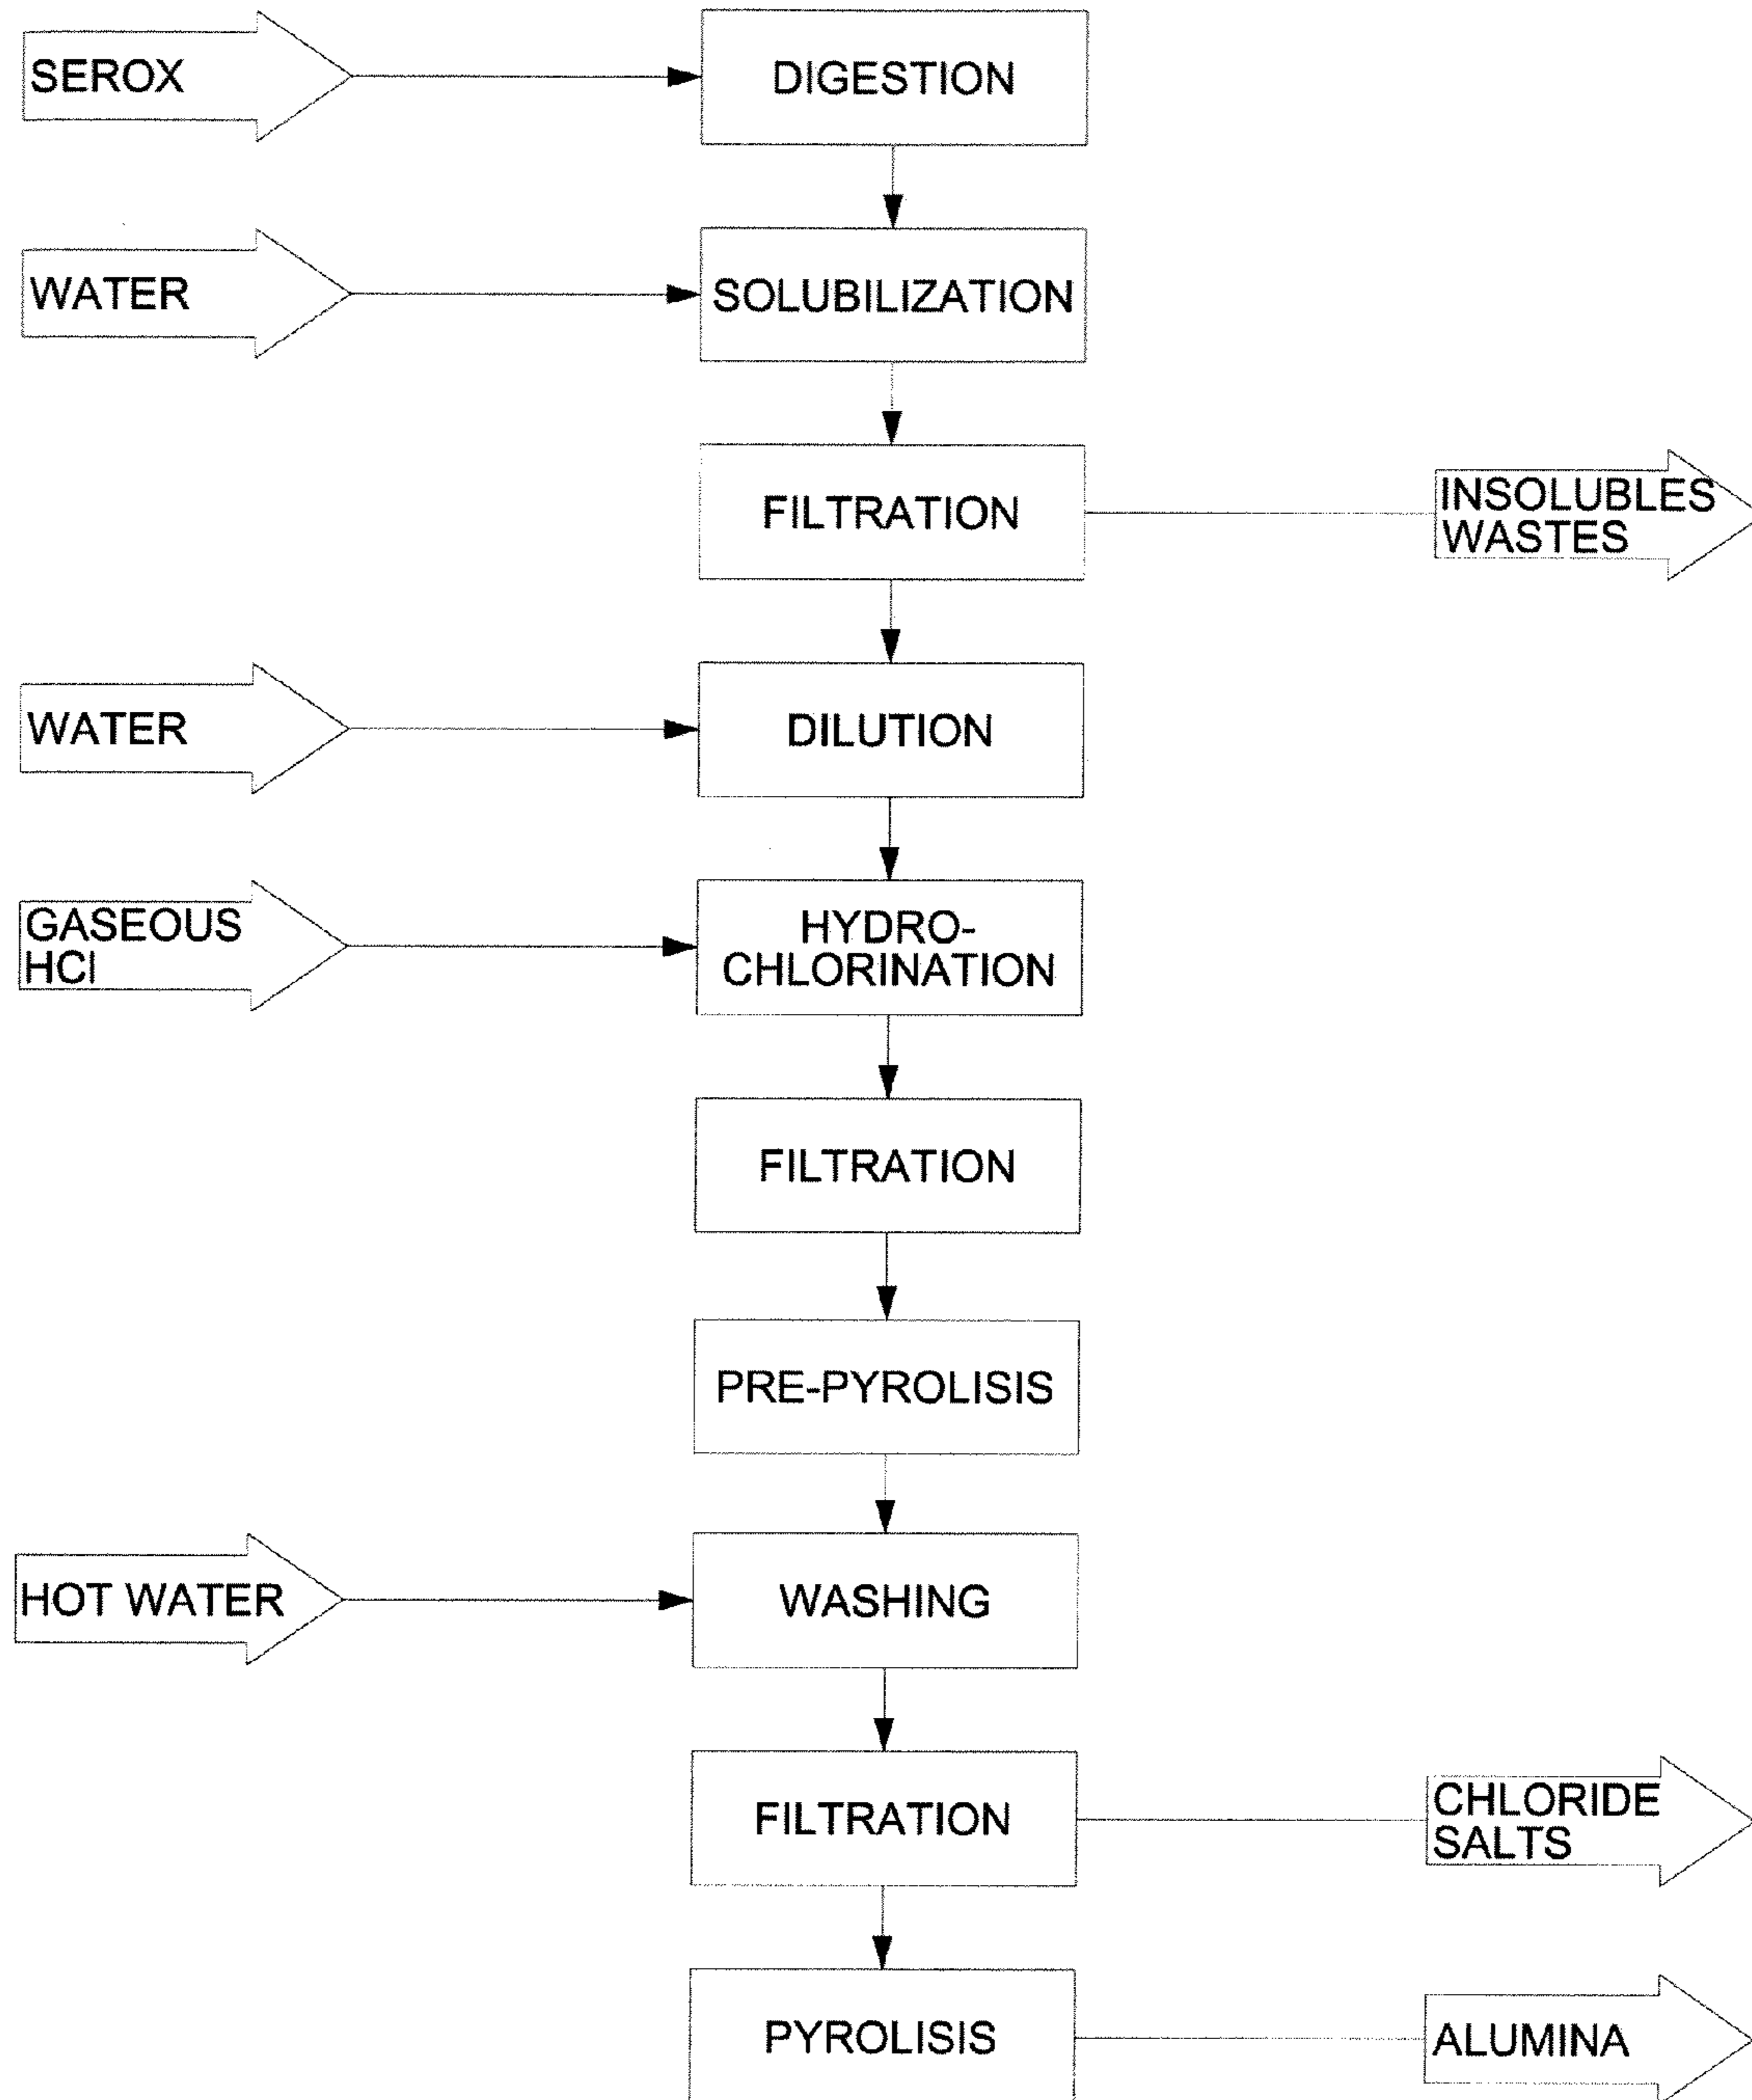 SEROX
DIGESTION
WATER
SOLUBILIZATION
FILTRATION
INSOLUBLES
WASTES
WATER
DILUTION
GASEOUS
HCl
HYDRO-
CHLORINATION
FILTRATION
PRE-PYROLISIS
HOT WATER
WASHING
FILTRATION
CHLORIDE
SALTS
PYROLISIS
ALUMINA